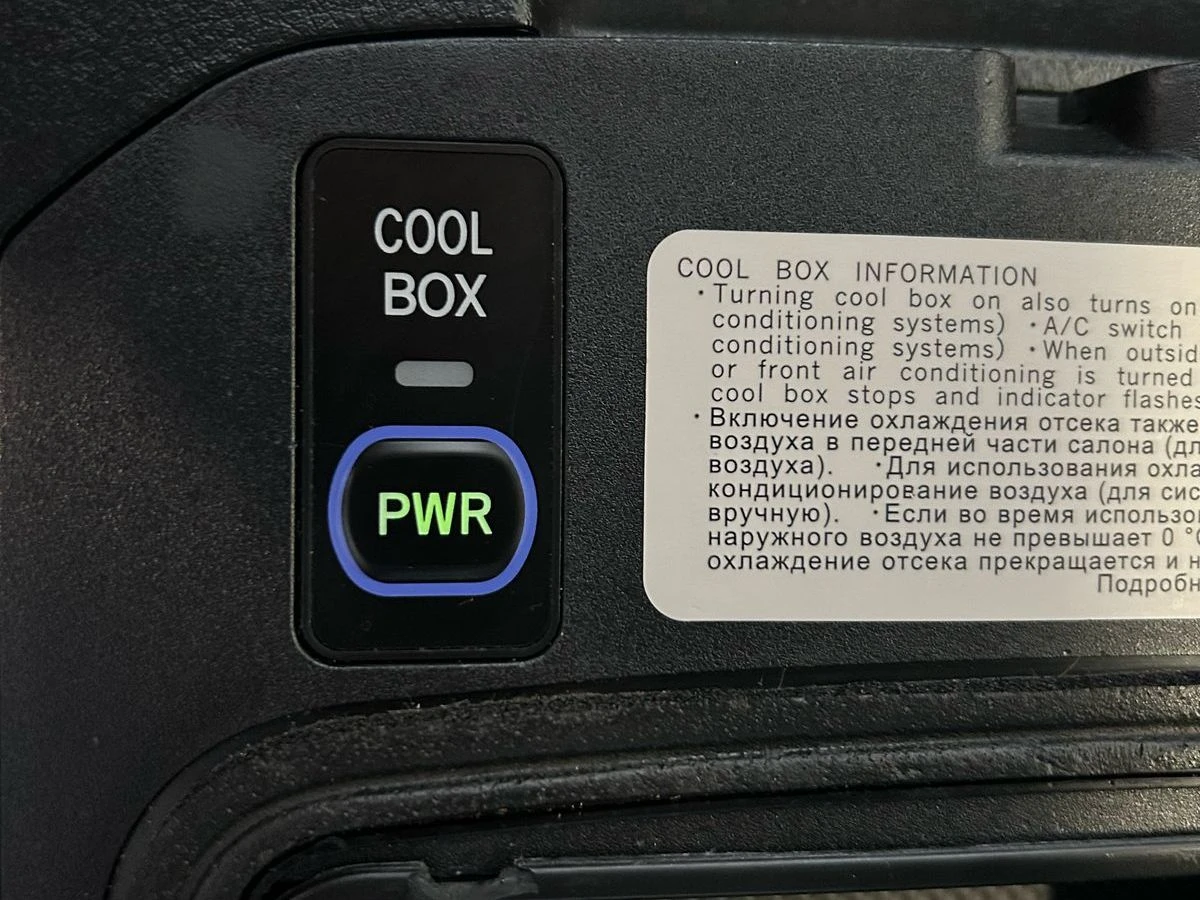 COOL
BOX
PWR
COOL BOX INFORMATION
·Turning cool box on also turns on
conditioning systems) ·A/C switch
conditioning systems) ·When outsid
or front air conditioning is turned
cool box stops and indicator flashes
·Включение охлаждения отсека также
воздуха в передней части салона (дл
воздуха). ·Для использования охла
кондиционирование воздуха (для сис
вручную). ·Если во время использо
наружного воздуха не превышает 0 °C
охлаждение отсека прекращается и н
Подробн